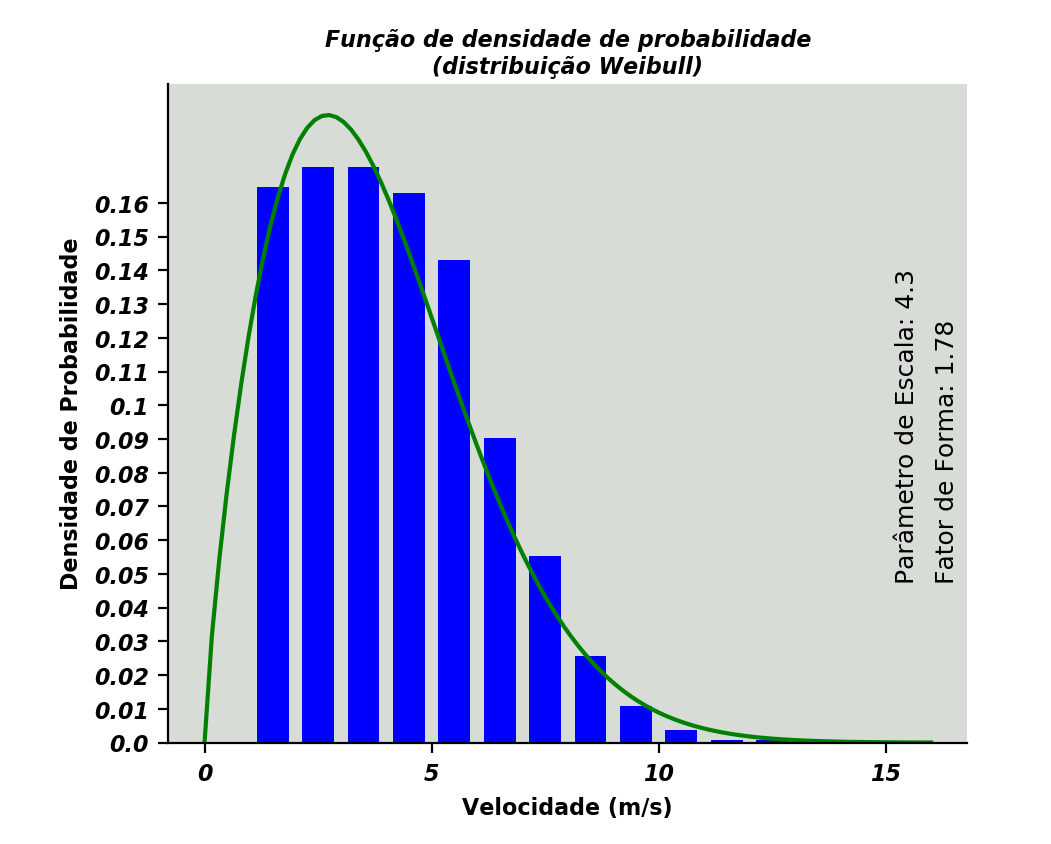 Função de densidade de probabilidade
(distribuição Weibull)
Densidade de Probabilidade
0.16
0.15
0.14
0.13
0.12
0.11
0.1
0.09
0.08
0.07
0.06
0.05
0.04
0.03
0.02
0.01
0.0
Parâmetro de Escala: 4.3
Fator de Forma: 1.78
0 5 10 15
Velocidade (m/s)